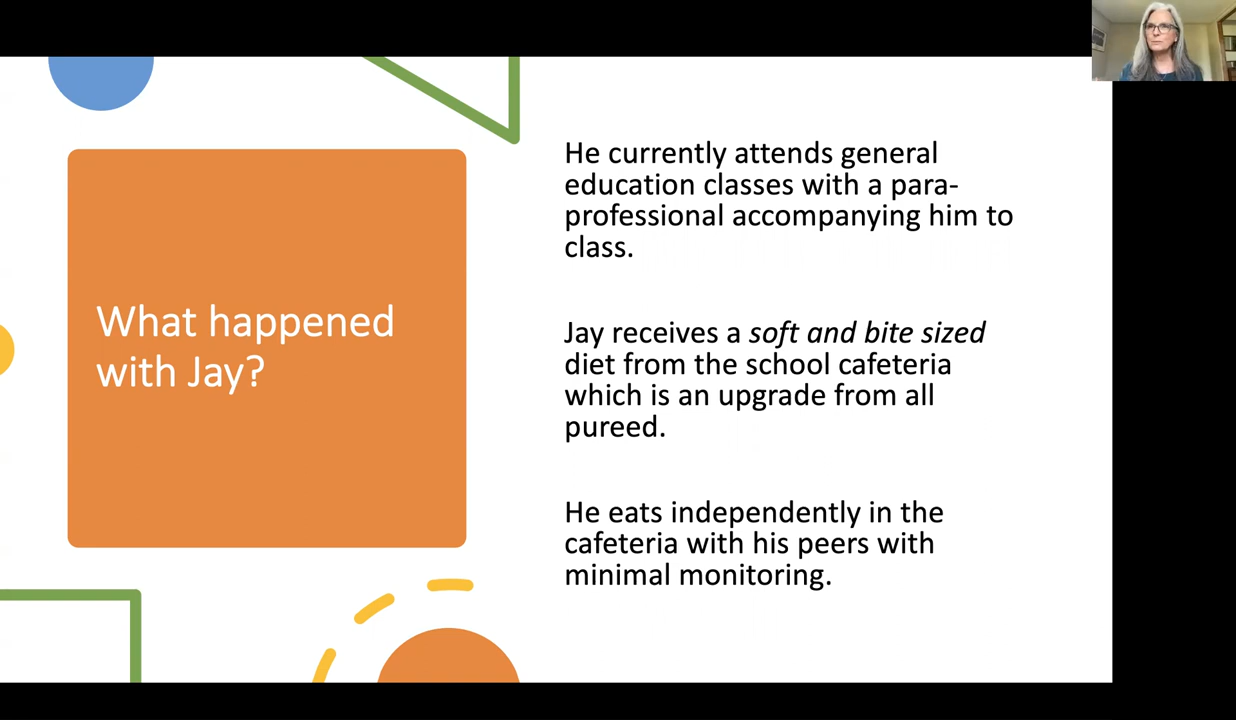 What happened
with Jay?
He currently attends general
education classes with a para-
professional accompanying him to
class.
Jay receives a soft and bite sized
diet from the school cafeteria
which is an upgrade from all
pureed.
He eats independently in the
cafeteria with his peers with
minimal monitoring.